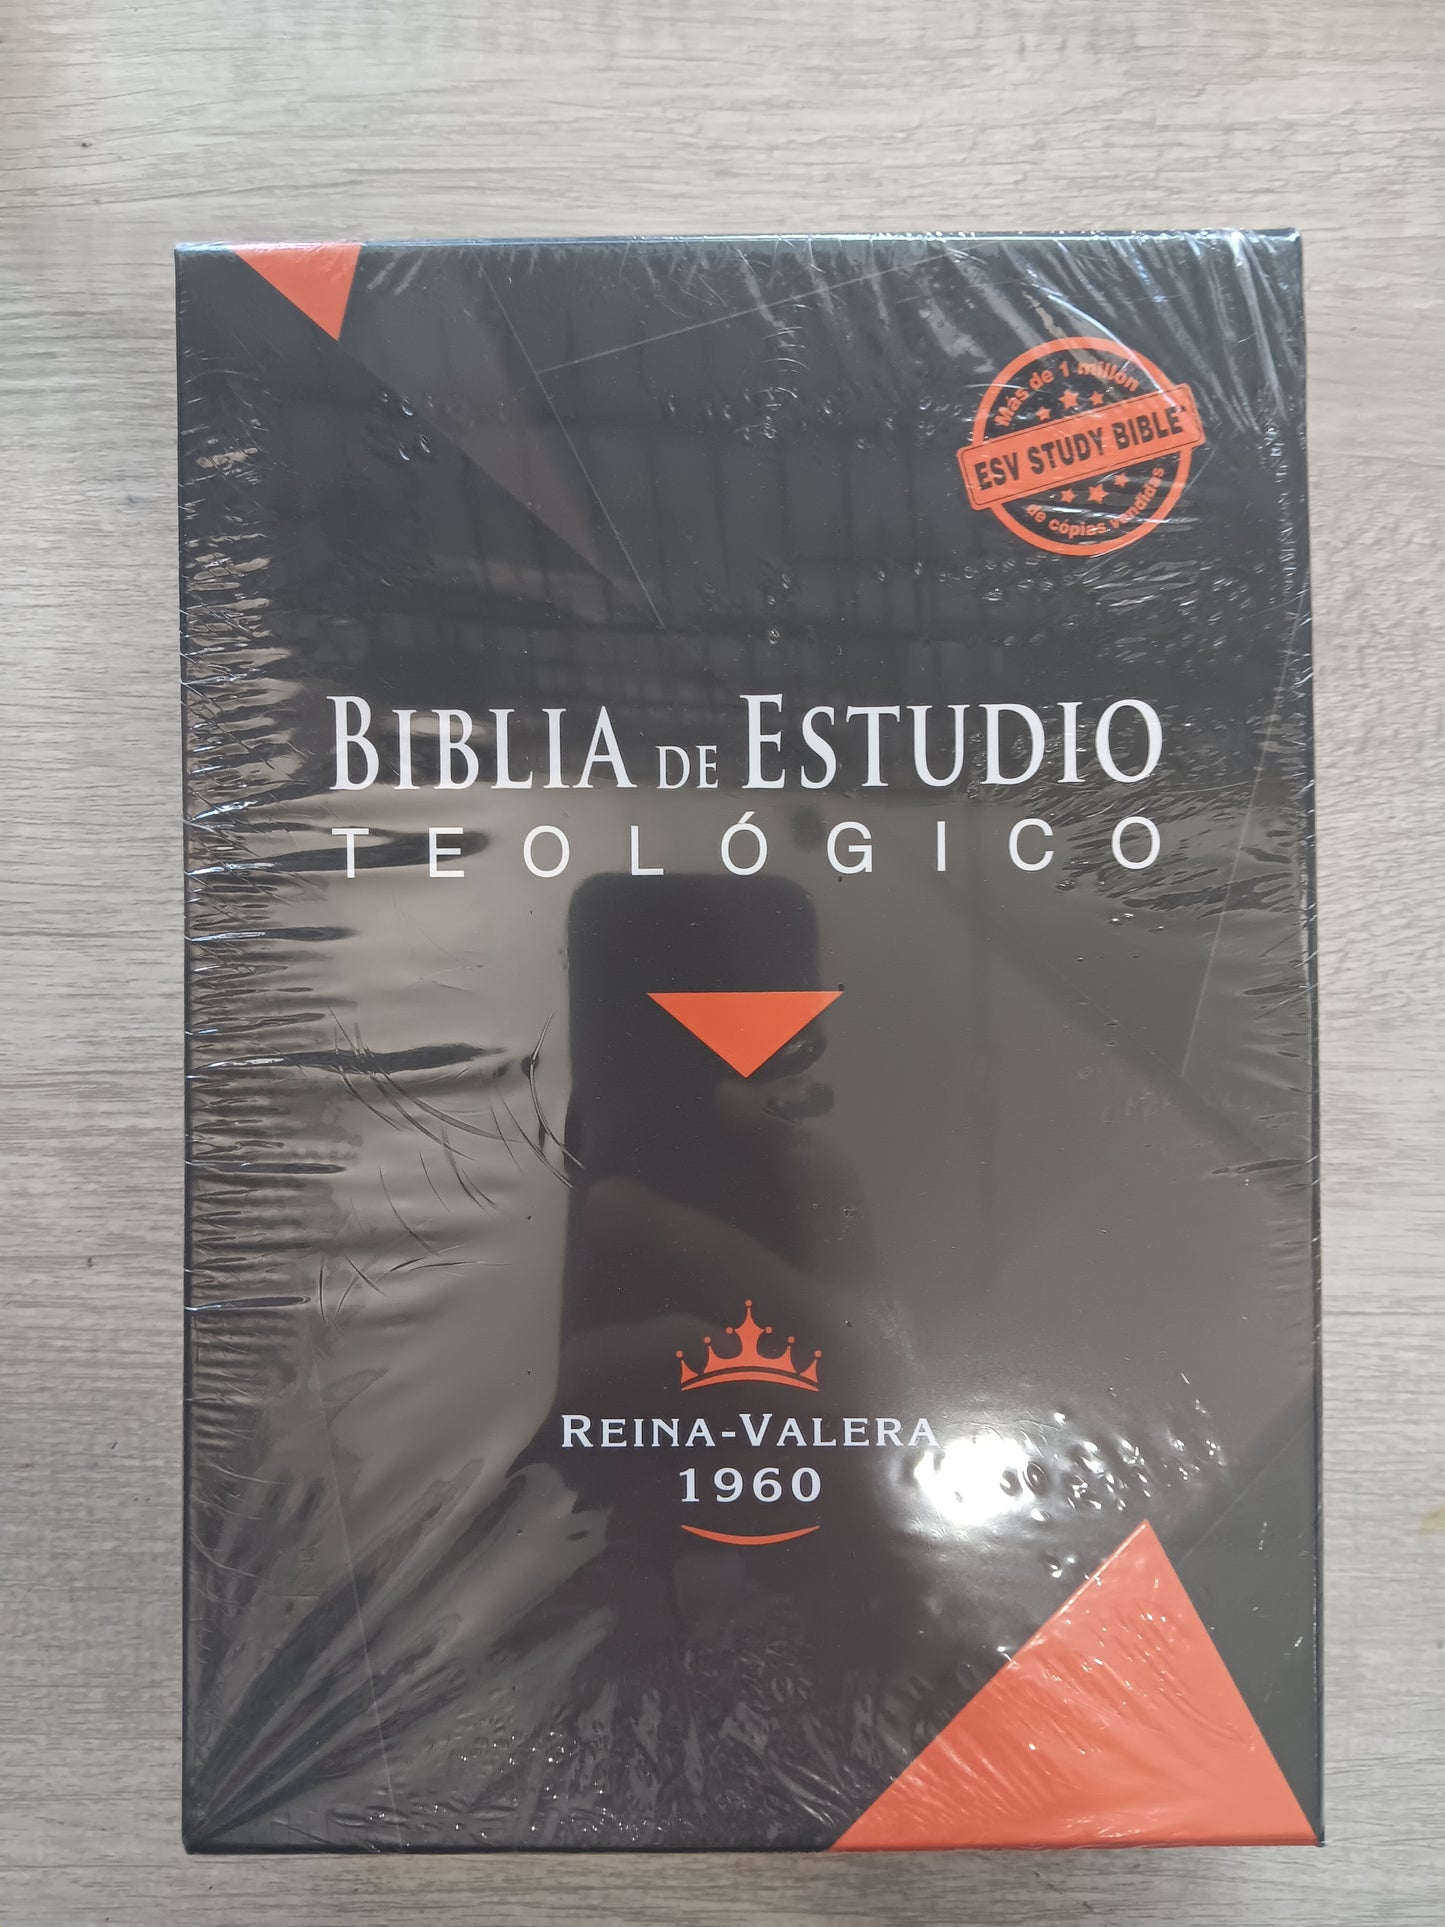 Más de 1 millón
ESV STUDY BIBLE*
de cópias vendidas
BIBLIA DE ESTUDIO
TEOLÓGICO
REINA-VALERA
1960